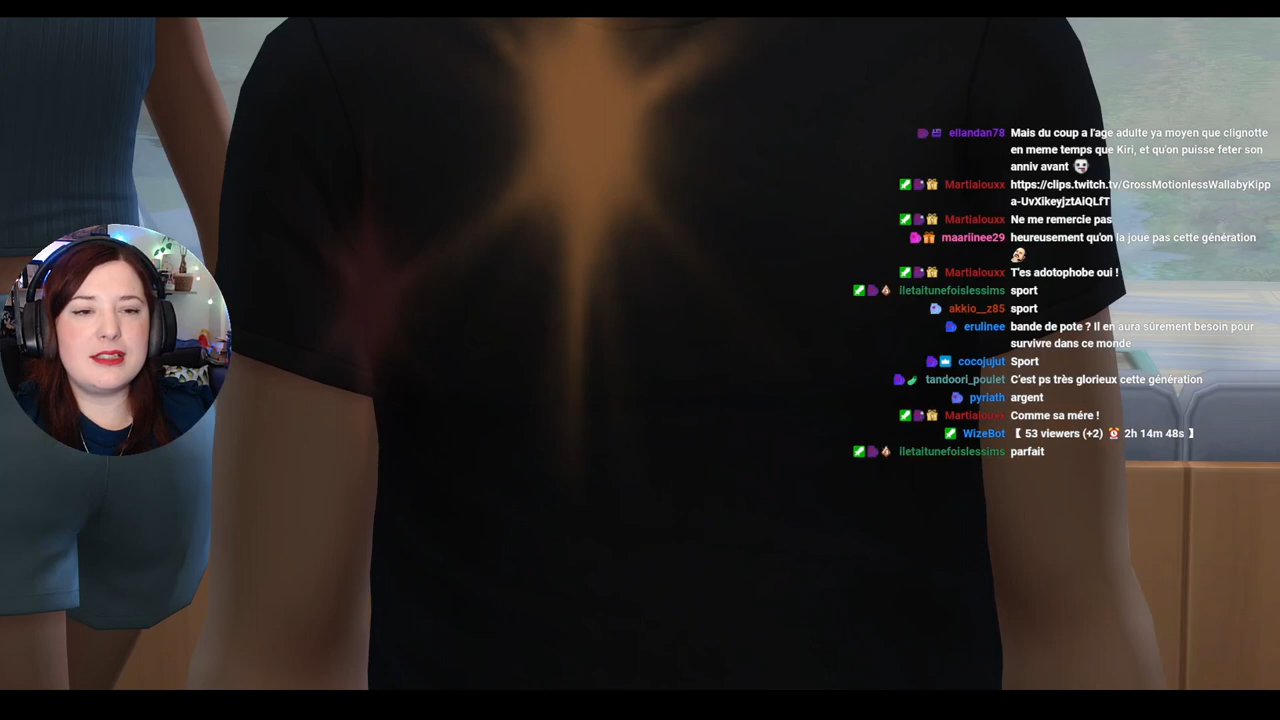 ellandan78 Mais du coup a l'age adulte ya moyen que clignotte
en meme temps que Kiri, et qu'on puisse feter son
anniv avant
Martialouxx https://clips.twitch.tv/GrossMotionlessWallabyKipp
a-UvXikeyjztAiQLfT
Martialouxx Ne me remercie pas
maariinee29 heureusement qu'on la joue pas cette génération
Martialouxx T'es adotophobe oui !
iletaitunefoislessims sport
akkio__z85 sport
erulinee bande de pote ? Il en aura sûrement besoin pour
survivre dans ce monde
cocojujut Sport
tandoori_poulet C'est ps très glorieux cette génération
pyriath argent
Martialouxx Comme sa mére !
WizeBot 【 53 viewers (+2) ⏰ 2h 14m 48s 】
iletaitunefoislessims parfait